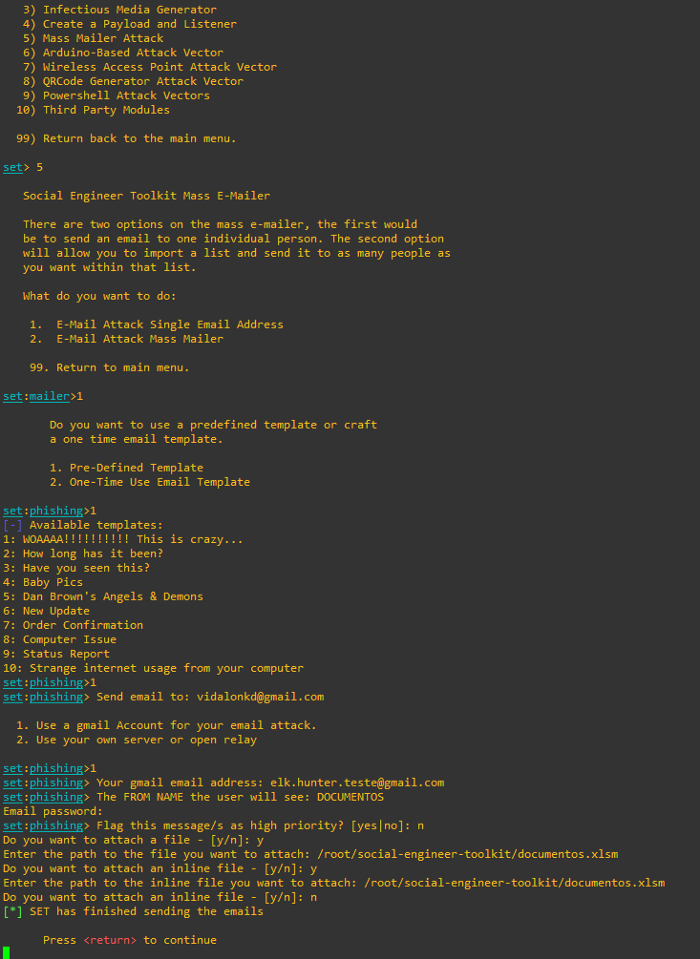 3) Infectious Media Generator
4) Create a Payload and Listener
5) Mass Mailer Attack
6) Arduino-Based Attack Vector
7) Wireless Access Point Attack Vector
8) QRCode Generator Attack Vector
9) Powershell Attack Vectors
10) Third Party Modules
99) Return back to the main menu.
set> 5
Social Engineer Toolkit Mass E-Mailer
There are two options on the mass e-mailer, the first would
be to send an email to one individual person. The second option
will allow you to import a list and send it to as many people as
you want within that list.
What do you want to do:
1.  E-Mail Attack Single Email Address
2.  E-Mail Attack Mass Mailer
99. Return to main menu.
set:mailer>1
Do you want to use a predefined template or craft
a one time email template.
1. Pre-Defined Template
2. One-Time Use Email Template
set:phishing>1
[-] Available templates:
1: WOAAAA!!!!!!!!!! This is crazy...
2: How long has it been?
3: Have you seen this?
4: Baby Pics
5: Dan Brown's Angels & Demons
6: New Update
7: Order Confirmation
8: Computer Issue
9: Status Report
10: Strange internet usage from your computer
set:phishing>1
set:phishing> Send email to: vidalonkd@gmail.com
1. Use a gmail Account for your email attack.
2. Use your own server or open relay
set:phishing>1
set:phishing> Your gmail email address: elk.hunter.teste@gmail.com
set:phishing> The FROM NAME the user will see: DOCUMENTOS
Email password:
set:phishing> Flag this message/s as high priority? [yes|no]: n
Do you want to attach a file - [y/n]: y
Enter the path to the file you want to attach: /root/social-engineer-toolkit/documentos.xlsm
Do you want to attach an inline file - [y/n]: y
Enter the path to the inline file you want to attach: /root/social-engineer-toolkit/documentos.xlsm
Do you want to attach an inline file - [y/n]: n
[*] SET has finished sending the emails
Press <return> to continue